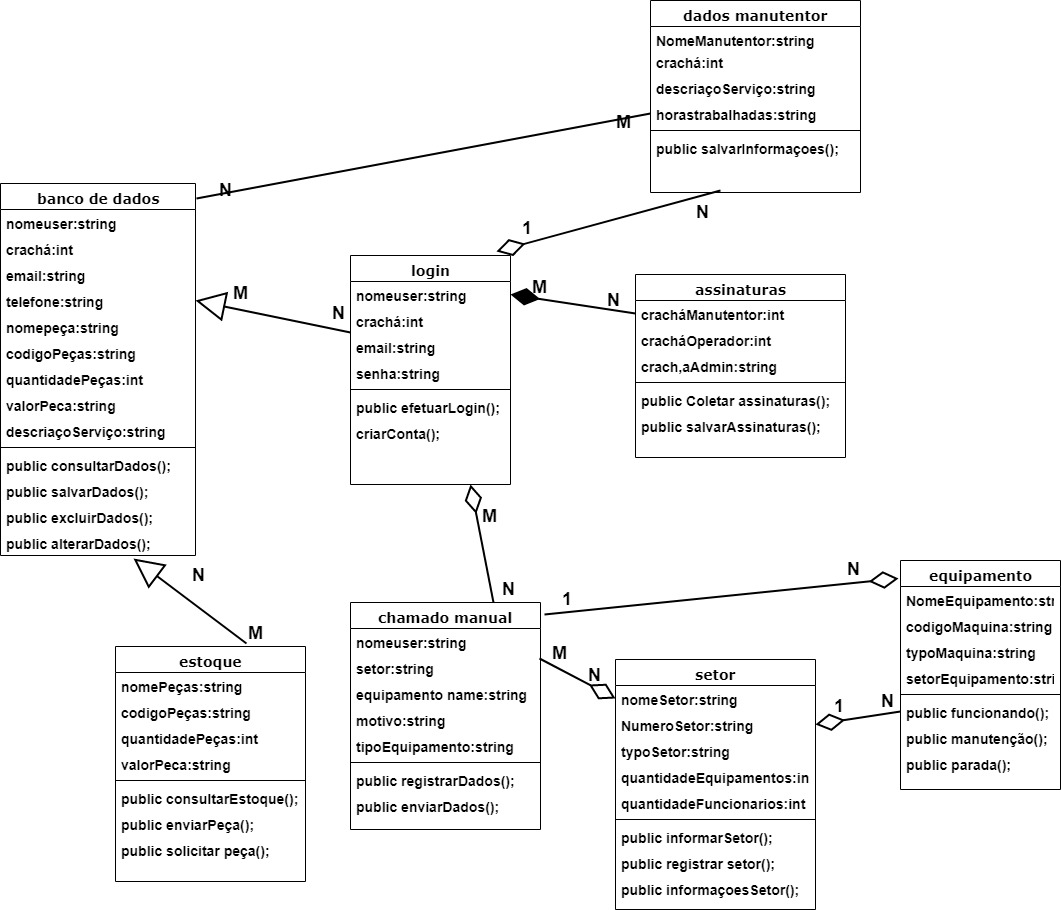 dados manutentor
NomeManutentor:string
crachá:int
descriaçoServiço:string
horastrabalhadas:string
public salvarInformaçoes();
M
N
N
1
banco de dados
nomeuser:string
crachá:int
email:string
telefone:string
nomepeça:string
codigoPeças:string
quantidadePeças:int
valorPeca:string
descriaçoServiço:string
public consultarDados();
public salvarDados();
public excluirDados();
public alterarDados();
M
N
login
nomeuser:string
crachá:int
email:string
senha:string
public efetuarLogin();
criarConta();
M
N
assinaturas
cracháManutentor:int
cracháOperador:int
crach,aAdmin:string
public Coletar assinaturas();
public salvarAssinaturas();
M
N
N
M
estoque
nomePeças:string
codigoPeças:string
quantidadePeças:int
valorPeca:string
public consultarEstoque();
public enviarPeça();
public solicitar peça();
chamado manual
nomeuser:string
setor:string
equipamento name:string
motivo:string
tipoEquipamento:string
public registrarDados();
public enviarDados();
1
N
M
N
setor
nomeSetor:string
NumeroSetor:string
typoSetor:string
quantidadeEquipamentos:in
quantidadeFuncionarios:int
public informarSetor();
public registrar setor();
public informaçoesSetor();
1
N
equipamento
NomeEquipamento:stri
codigoMaquina:string
typoMaquina:string
setorEquipamento:stri
public funcionando();
public manutenção();
public parada();